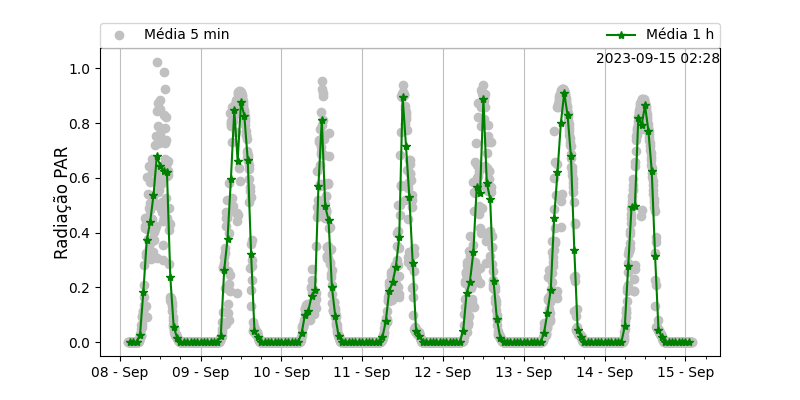 Média 5 min
Média 1 h
2023-09-15 02:28
Radiação PAR
1.0
0.8
0.6
0.4
0.2
0.0
08 - Sep
09 - Sep
10 - Sep
11 - Sep
12 - Sep
13 - Sep
14 - Sep
15 - Sep